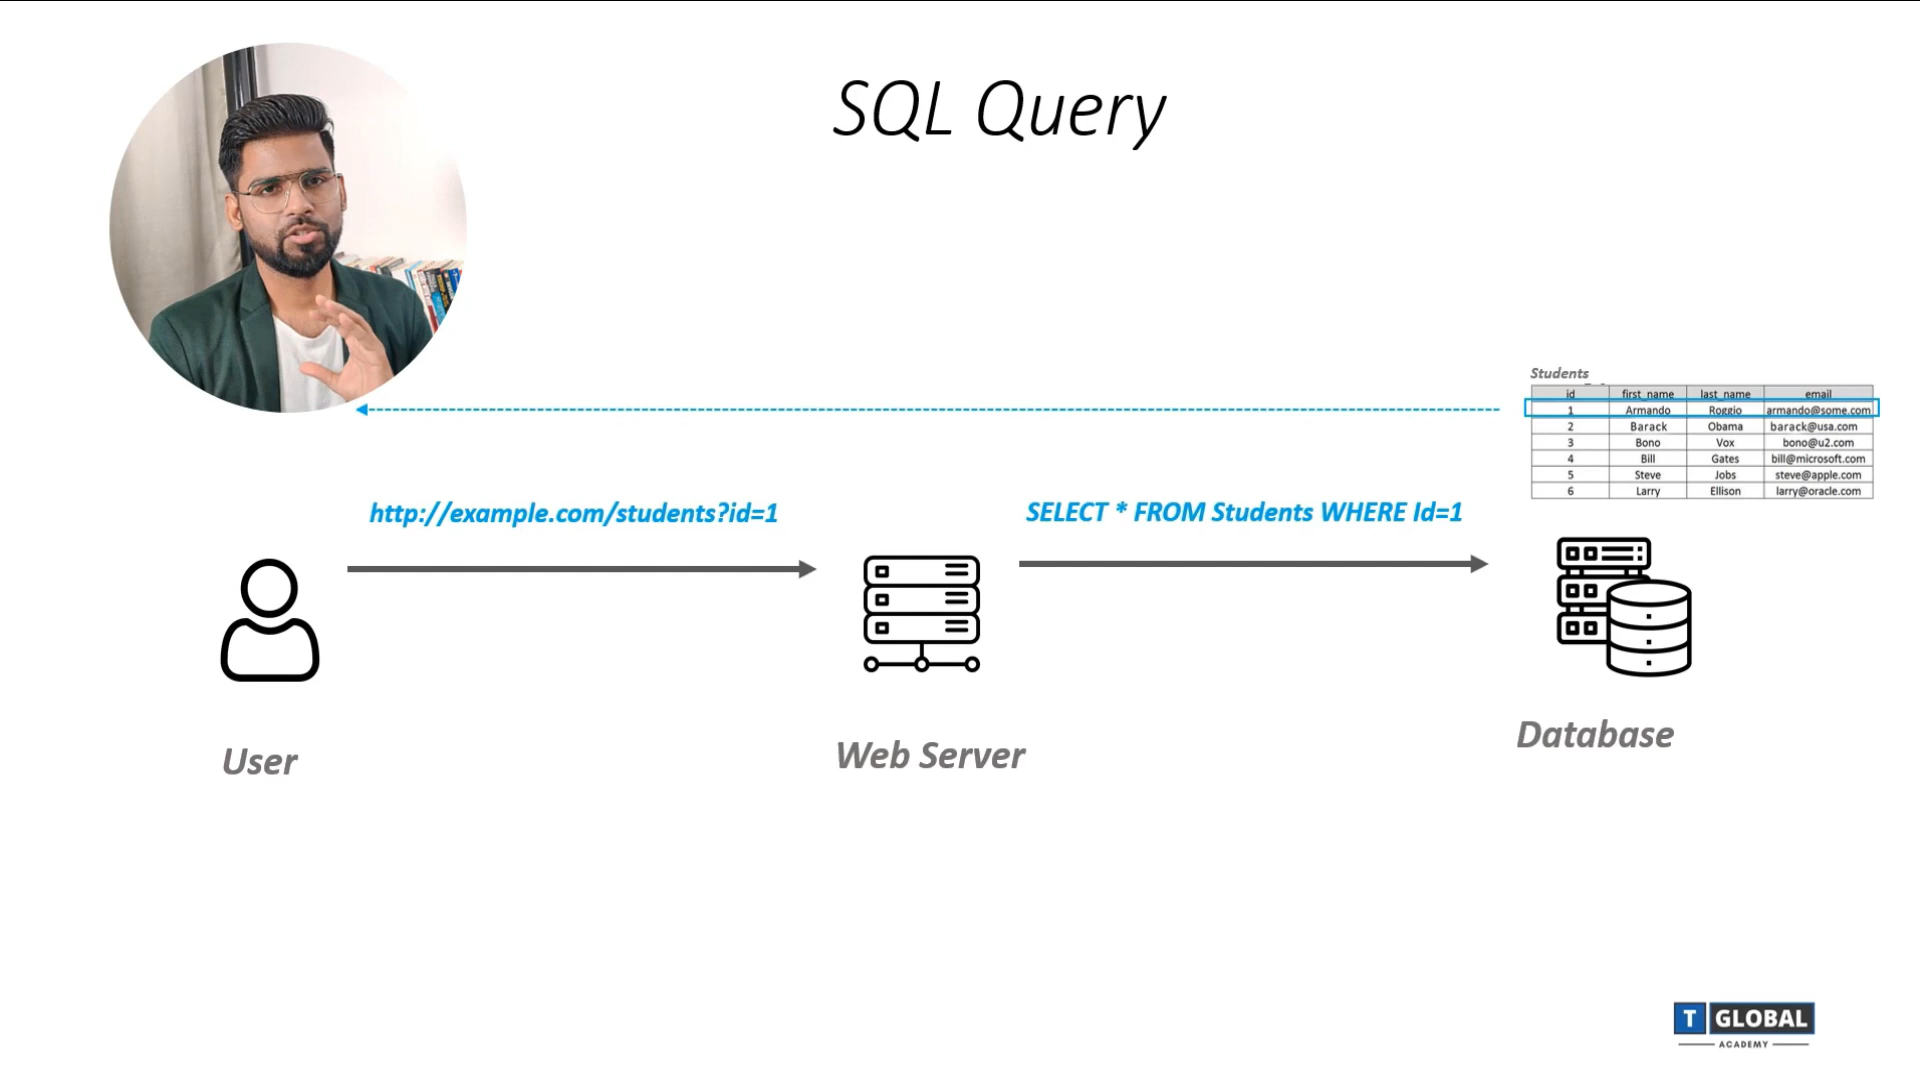 SQL Query
Students
id first_name last_name email
1 Armando Roggio armando@some.com
2 Barack Obama barack@usa.com
3 Bono Vox bono@u2.com
4 Bill Gates bill@microsoft.com
5 Steve Jobs steve@apple.com
6 Larry Ellison larry@oracle.com
http://example.com/students?id=1
SELECT * FROM Students WHERE Id=1
User
Web Server
Database
T GLOBAL
ACADEMY